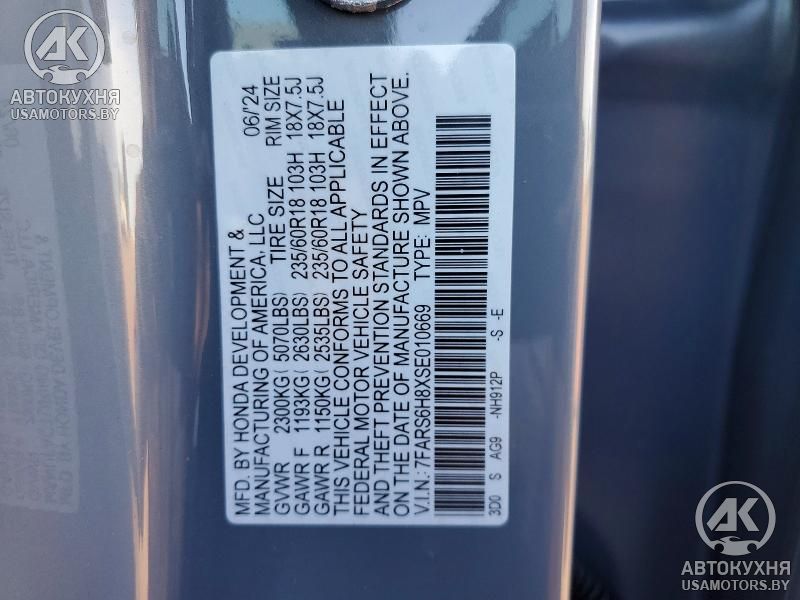 MFD. BY HONDA DEVELOPMENT &
MANUFACTURING OF AMERICA, LLC 06/'24
GVWR 2300KG( 5070LBS) TIRE SIZE RIM SIZE
GAWR F 1193KG( 2630LBS) 235/60R18 103H 18X7.5J
GAWR R 1150KG( 2535LBS) 235/60R18 103H 18X7.5J
THIS VEHICLE CONFORMS TO ALL APPLICABLE
FEDERAL MOTOR VEHICLE SAFETY
AND THEFT PREVENTION STANDARDS IN EFFECT
ON THE DATE OF MANUFACTURE SHOWN ABOVE.
V.I.N.: 7FARS6H8XSE010669 TYPE: MPV
3D0 S AG9 -NH912P -S -E
АК
АВТОКУХНЯ
USAMOTORS.BY
АК
АВТОКУХНЯ
USAMOTORS.BY